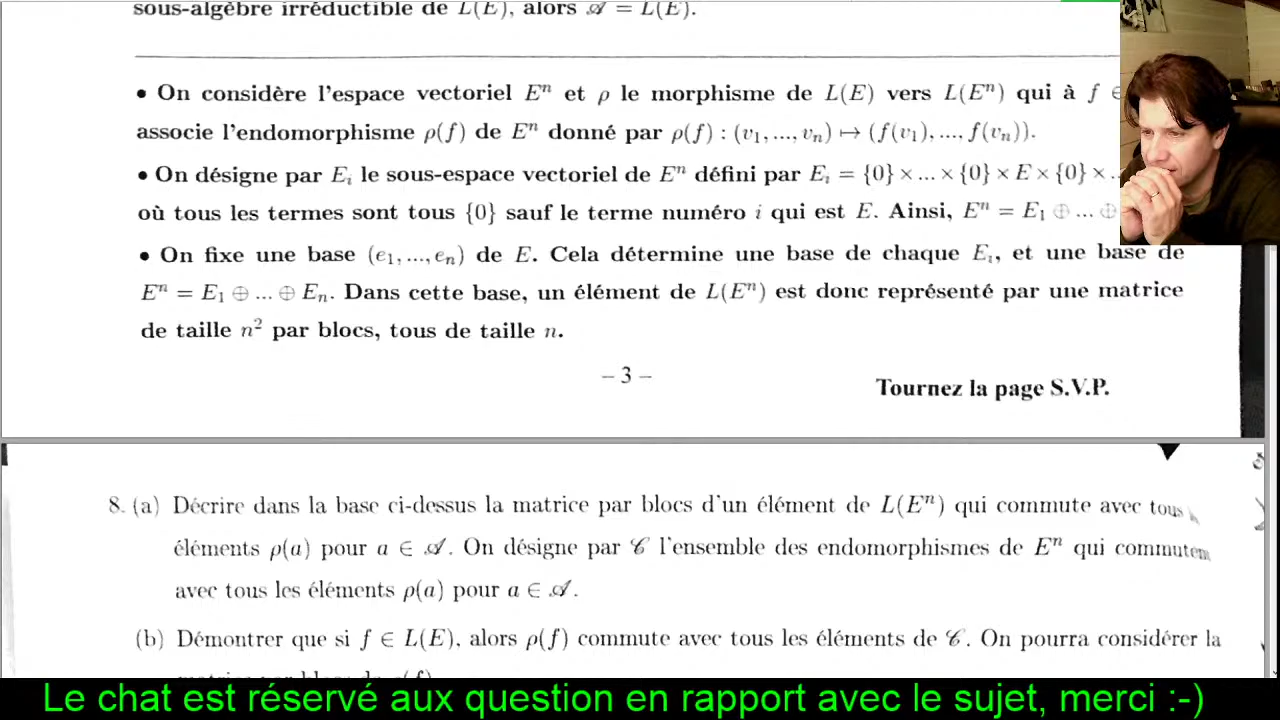 sous-algèbre irréductible de L(E), alors 𝒜 = L(E).
• On considère l'espace vectoriel Eⁿ et ρ le morphisme de L(E) vers L(Eⁿ) qui à f ∈
associe l'endomorphisme ρ(f) de Eⁿ donné par ρ(f) : (v₁, ..., vₙ) ↦ (f(v₁), ..., f(vₙ)).
• On désigne par Eᵢ le sous-espace vectoriel de Eⁿ défini par Eᵢ = {0} × ... × {0} × E × {0} ×
où tous les termes sont tous {0} sauf le terme numéro i qui est E. Ainsi, Eⁿ = E₁ ⊕ ... ⊕
• On fixe une base (e₁, ..., eₙ) de E. Cela détermine une base de chaque Eᵢ, et une base de
Eⁿ = E₁ ⊕ ... ⊕ Eₙ. Dans cette base, un élément de L(Eⁿ) est donc représenté par une matrice
de taille n² par blocs, tous de taille n.
– 3 –
Tournez la page S.V.P.
8. (a) Décrire dans la base ci-dessus la matrice par blocs d'un élément de L(Eⁿ) qui commute avec tous
éléments ρ(a) pour a ∈ 𝒜. On désigne par 𝒞 l'ensemble des endomorphismes de Eⁿ qui commutent
avec tous les éléments ρ(a) pour a ∈ 𝒜.
(b) Démontrer que si f ∈ L(E), alors ρ(f) commute avec tous les éléments de 𝒞. On pourra considérer la
Le chat est réservé aux question en rapport avec le sujet, merci :-)